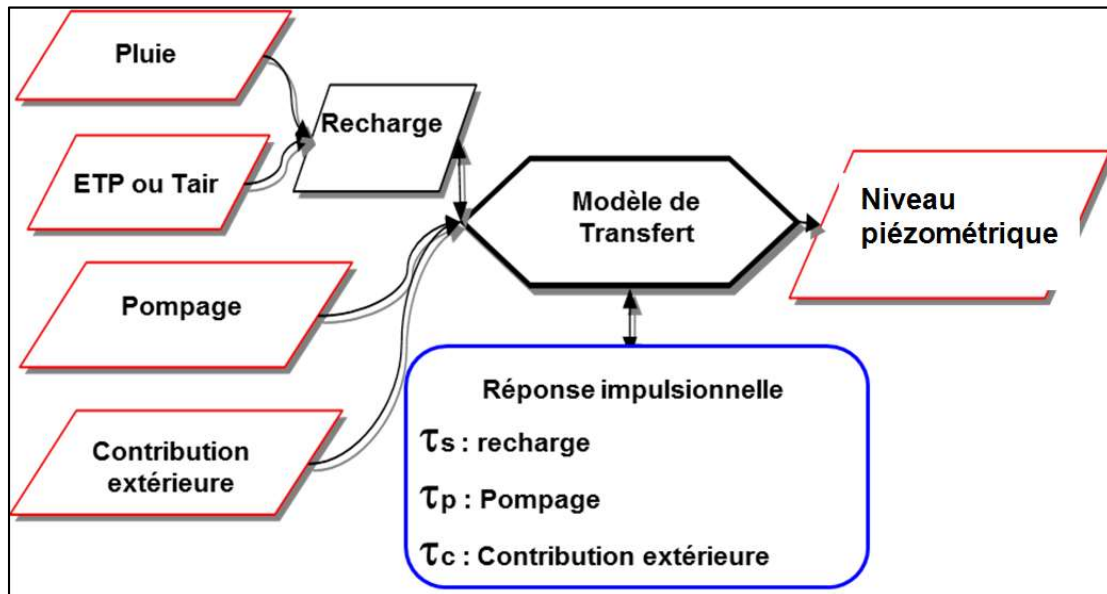 Pluie
ETP ou Tair
Recharge
Pompage
Contribution
extérieure
Modèle de
Transfert
Niveau
piézométrique
Réponse impulsionnelle
τs : recharge
τp : Pompage
τc : Contribution extérieure